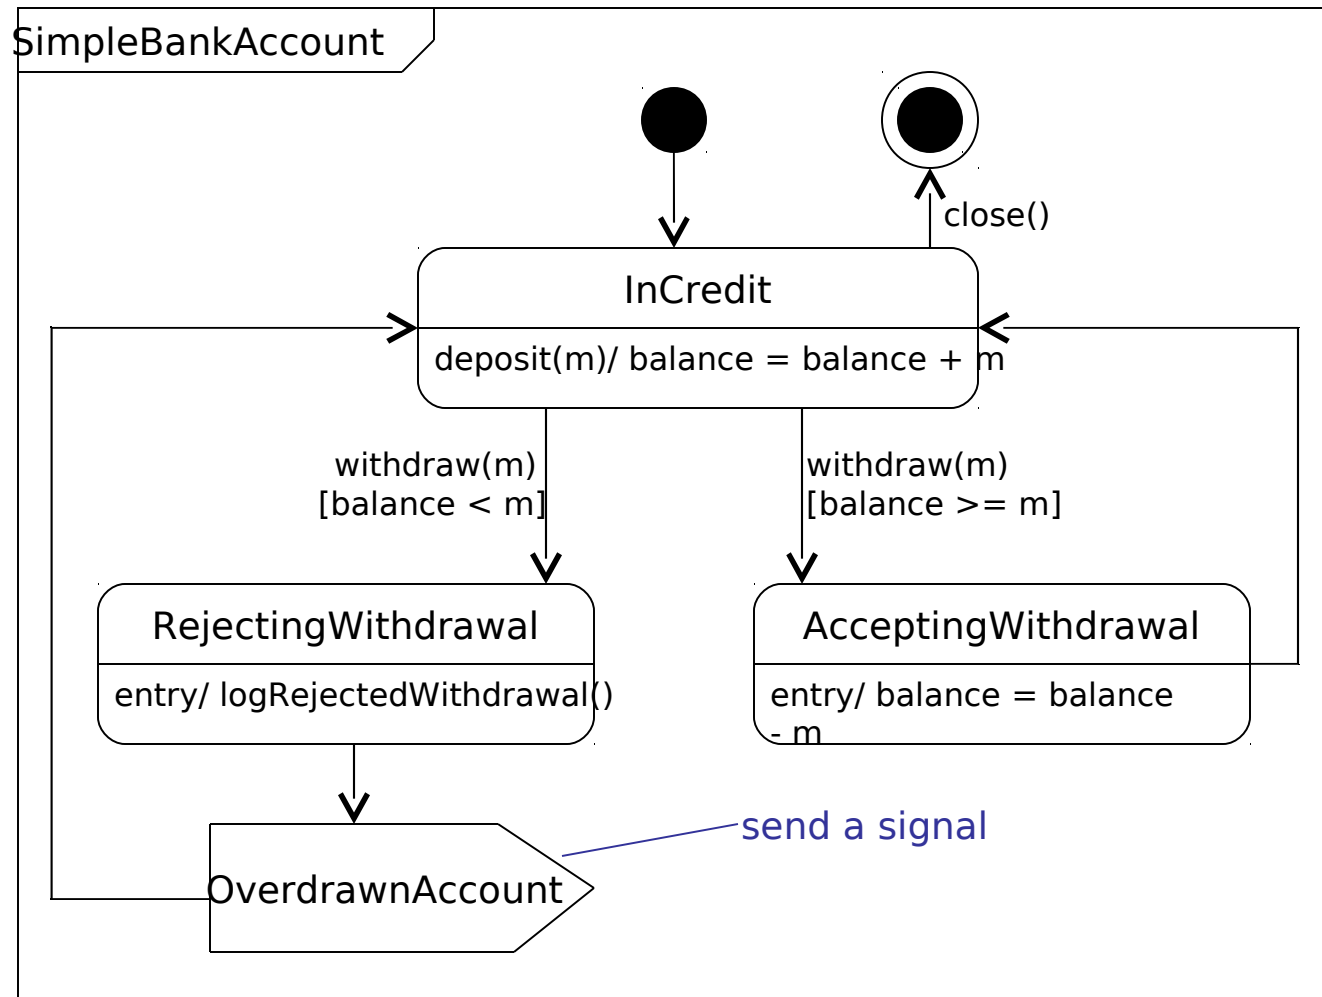 SimpleBankAccount
close()
InCredit
deposit(m)/ balance = balance + m
withdraw(m)
[balance < m]
withdraw(m)
[balance >= m]
RejectingWithdrawal
entry/ logRejectedWithdrawal()
AcceptingWithdrawal
entry/ balance = balance
- m
send a signal
OverdrawnAccount